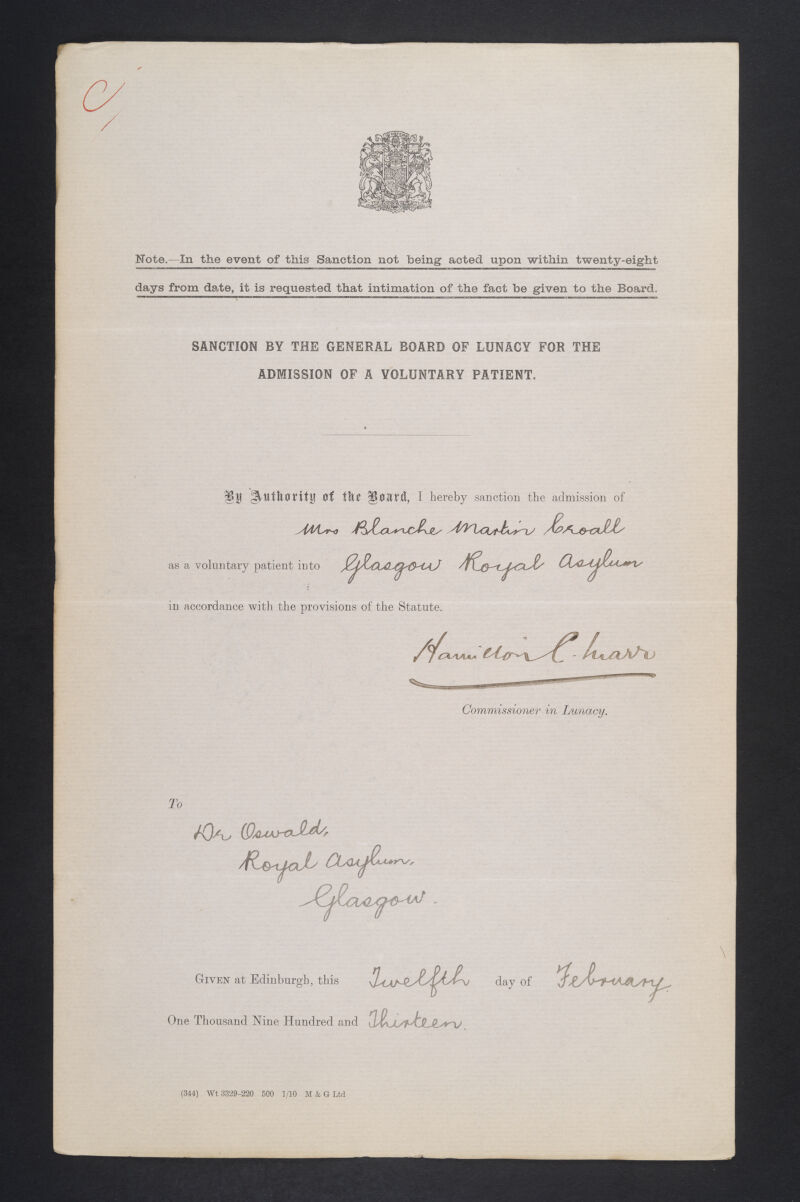 C
Note.—In the event of this Sanction not being acted upon within twenty-eight
days from date, it is requested that intimation of the fact be given to the Board.
SANCTION BY THE GENERAL BOARD OF LUNACY FOR THE
ADMISSION OF A VOLUNTARY PATIENT.
By Authority of the Board, I hereby sanction the admission of
Mrs Blanche Martin Croall
as a voluntary patient into Glasgow Royal Asylum
in accordance with the provisions of the Statute.
Hamilton C. Marr
Commissioner in Lunacy.
To
Dr Oswald,
Royal Asylum,
Glasgow.
GIVEN at Edinburgh, this Twelfth day of February
One Thousand Nine Hundred and Thirteen.
(344) Wt 3329-220 500 1/10 M & G Ltd